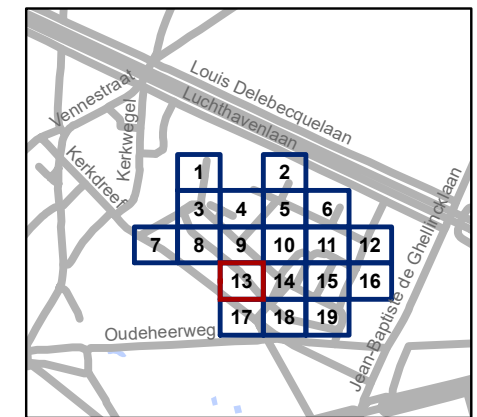 Louis Delebecquelaan
Luchthavenlaan
Vennestraat
Kerkwegel
Kerkdreef
1
2
3 4 5 6
7 8 9 10 11 12
13 14 15 16
17 18 19
Oudeheerweg
Jean-Baptiste de Ghellincklaan